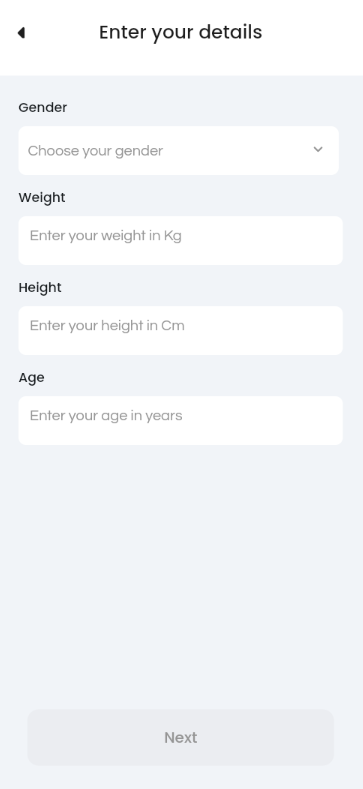 Enter your details
Gender
Choose your gender
Weight
Enter your weight in Kg
Height
Enter your height in Cm
Age
Enter your age in years
Next